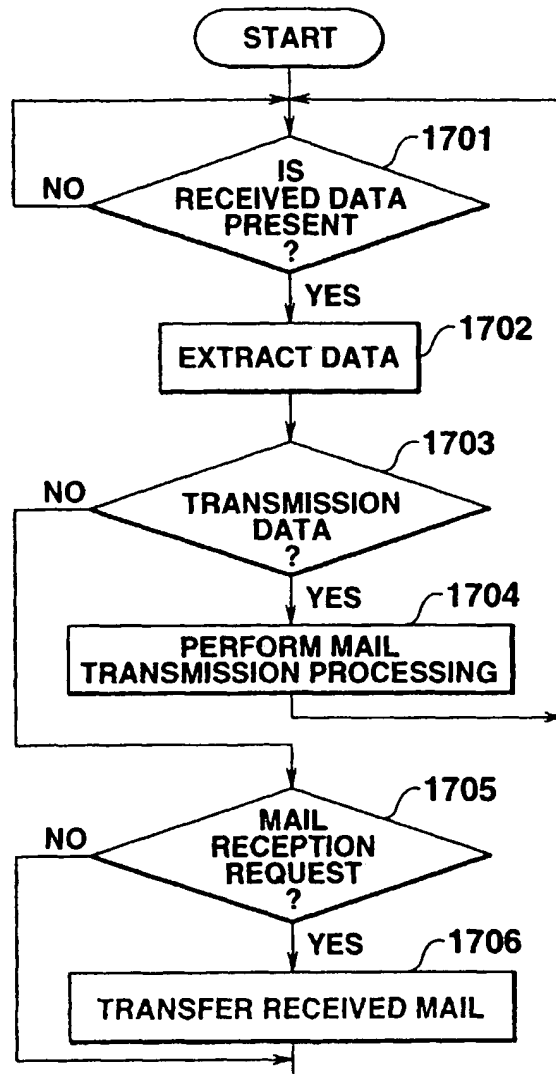 START
1701
IS
RECEIVED DATA
PRESENT
?
NO
YES
1702
EXTRACT DATA
1703
NO
TRANSMISSION
DATA
?
YES
1704
PERFORM MAIL
TRANSMISSION PROCESSING
1705
NO
MAIL
RECEPTION
REQUEST
?
YES
1706
TRANSFER RECEIVED MAIL